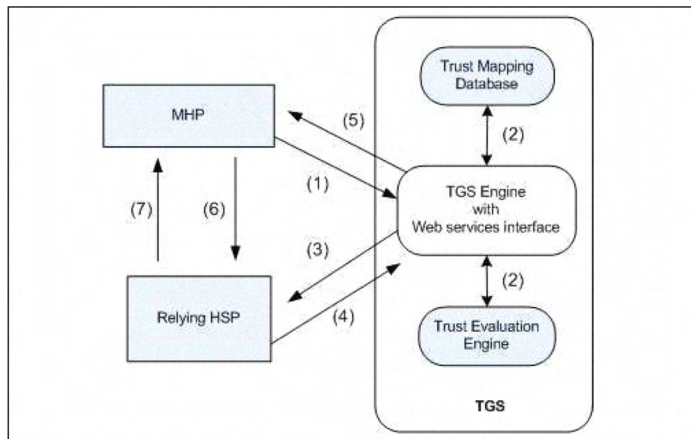 Trust Mapping
Database
MHP
(5)
(2)
(1)
TGS Engine
with
Web services interface
(7)
(6)
(3)
(2)
Relying HSP
(4)
Trust Evaluation
Engine
TGS